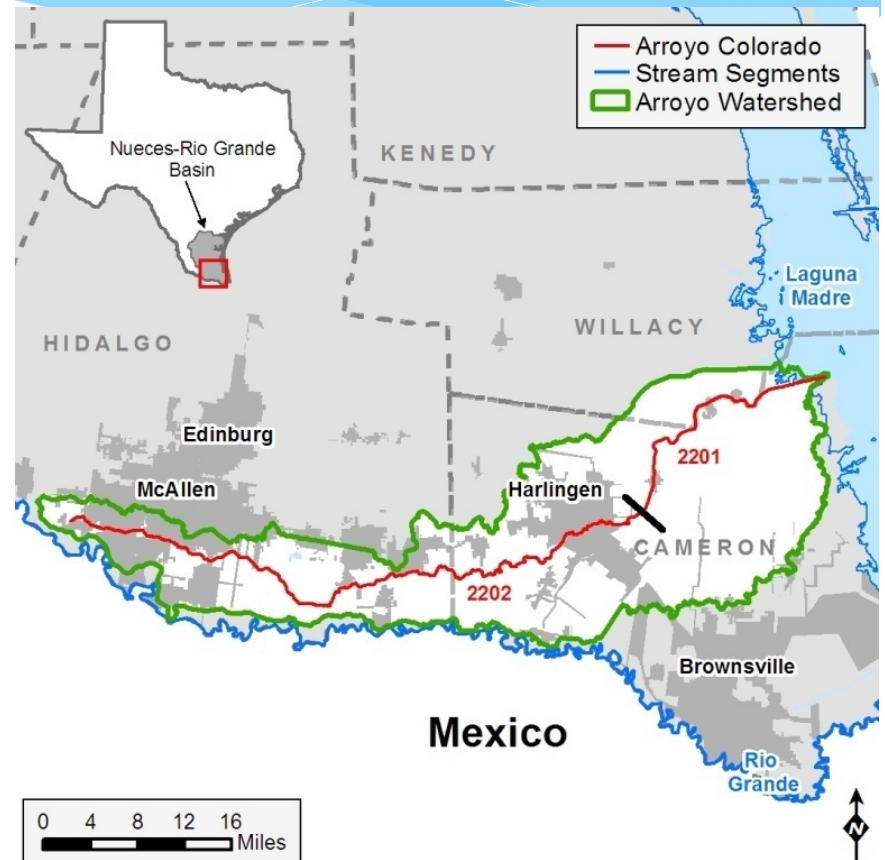 Arroyo Colorado
Stream Segments
Arroyo Watershed
Nueces-Rio Grande
Basin
KENEDY
Laguna
Madre
WILLACY
HIDALGO
Edinburg
McAllen
Harlingen
2201
CAMERON
2202
Brownsville
Mexico
Rio
Grande
0 4 8 12 16
Miles
N